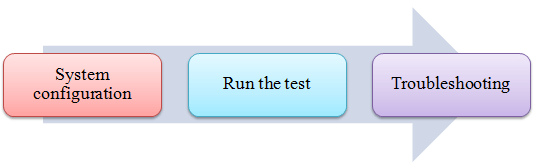 System
configuration
Run the test
Troubleshooting